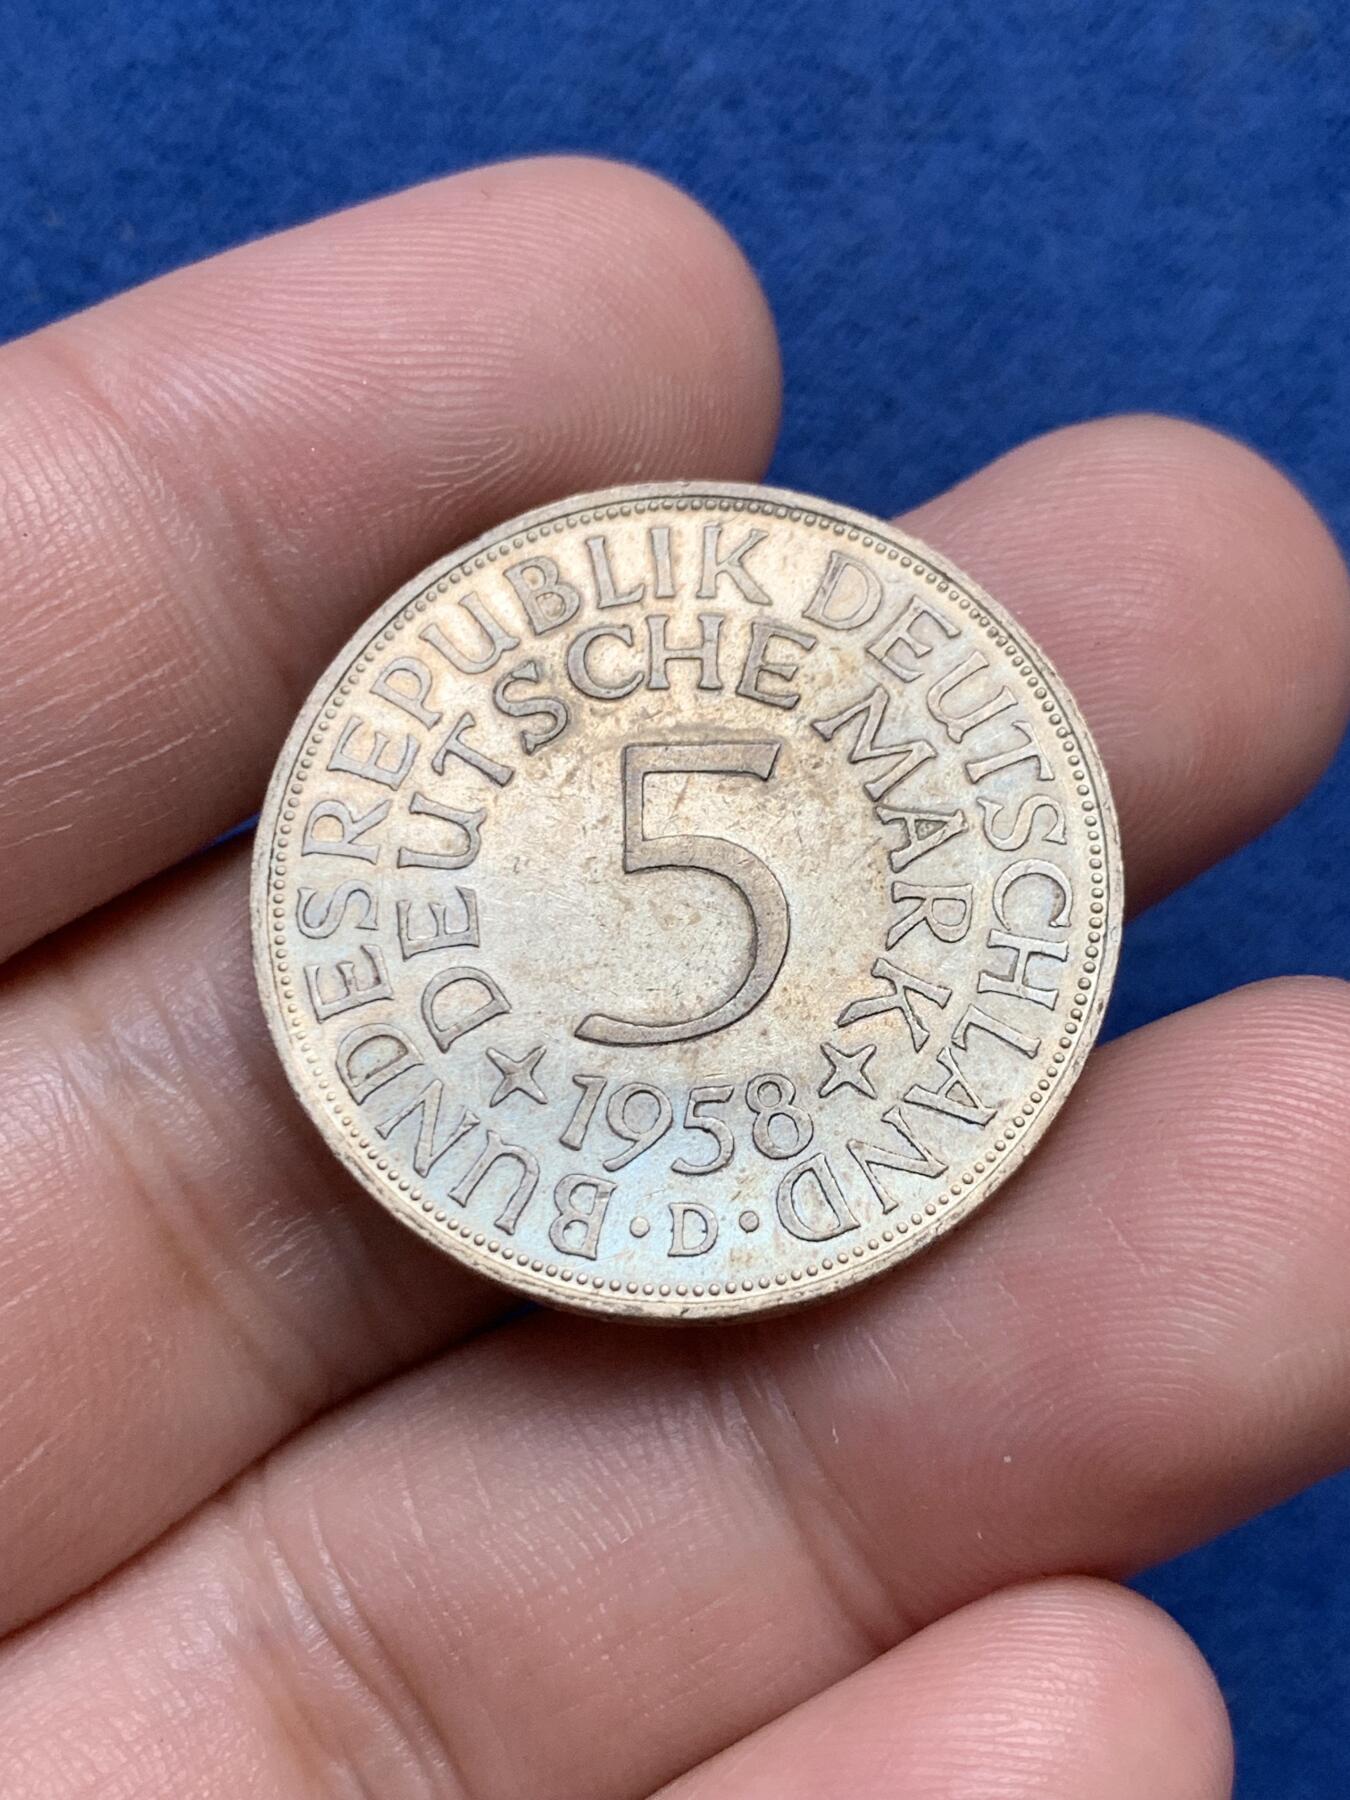 BUNDESREPUBLIK DEUTSCHLAND
DEUTSCHE MARK
5
1958
D